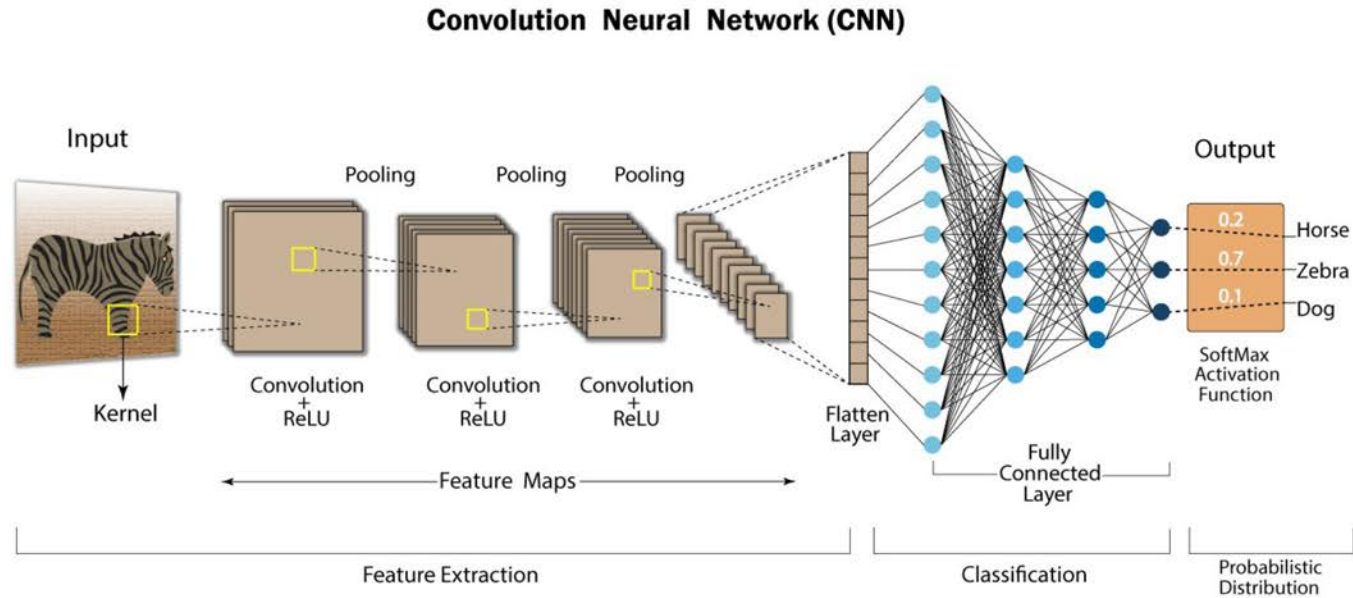 Convolution Neural Network (CNN)
Input
Pooling
Pooling
Pooling
Output
Kernel
Convolution
+
ReLU
Convolution
+
ReLU
Convolution
+
ReLU
Flatten
Layer
0.2
Horse
0.7
Zebra
0.1
Dog
SoftMax
Activation
Function
Feature Maps
Fully
Connected
Layer
Feature Extraction
Classification
Probabilistic
Distribution